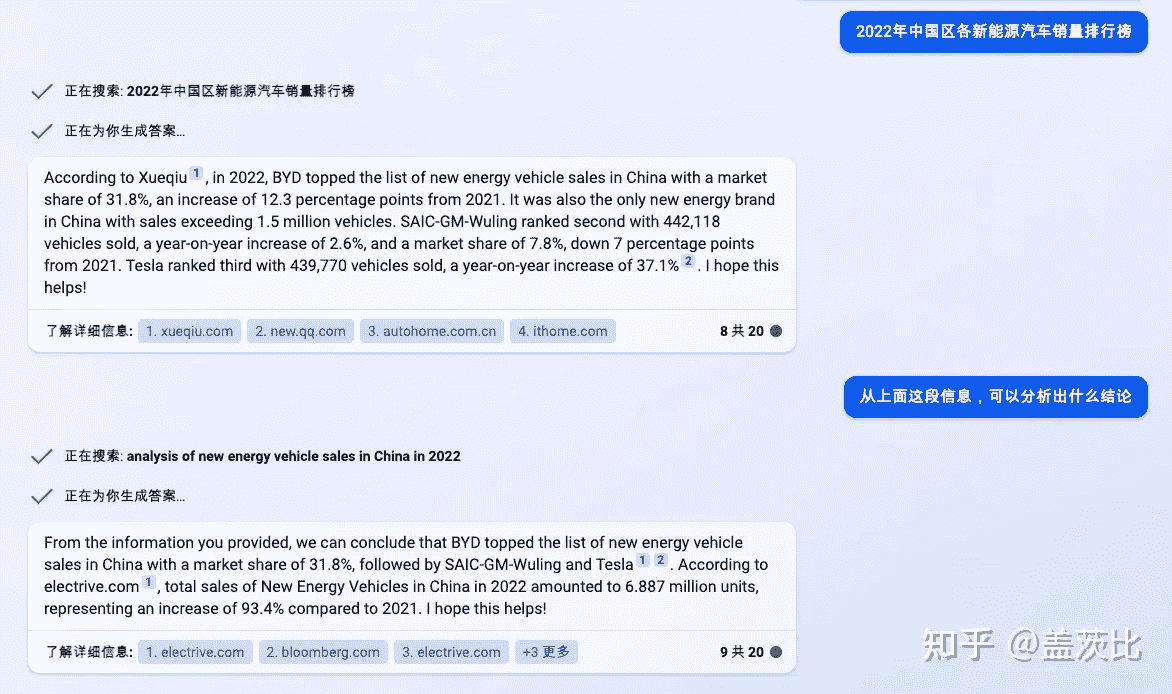 2022年中国区各新能源汽车销量排行榜
正在搜索: 2022年中国区新能源汽车销量排行榜
正在为你生成答案...
According to Xueqiu 1 , in 2022, BYD topped the list of new energy vehicle sales in China with a market
share of 31.8%, an increase of 12.3 percentage points from 2021. It was also the only new energy brand
in China with sales exceeding 1.5 million vehicles. SAIC-GM-Wuling ranked second with 442,118
vehicles sold, a year-on-year increase of 2.6%, and a market share of 7.8%, down 7 percentage points
from 2021. Tesla ranked third with 439,770 vehicles sold, a year-on-year increase of 37.1% 2 . I hope this
helps!
了解详细信息: 1. xueqiu.com 2. new.qq.com 3. autohome.com.cn 4. ithome.com 8 共 20
从上面这段信息，可以分析出什么结论
正在搜索: analysis of new energy vehicle sales in China in 2022
正在为你生成答案...
From the information you provided, we can conclude that BYD topped the list of new energy vehicle
sales in China with a market share of 31.8%, followed by SAIC-GM-Wuling and Tesla 1 2 . According to
electrive.com 1 , total sales of New Energy Vehicles in China in 2022 amounted to 6.887 million units,
representing an increase of 93.4% compared to 2021. I hope this helps!
了解详细信息: 1. electrive.com 2. bloomberg.com 3. electrive.com +3 更多 9 共 20
知乎 @盖茨比